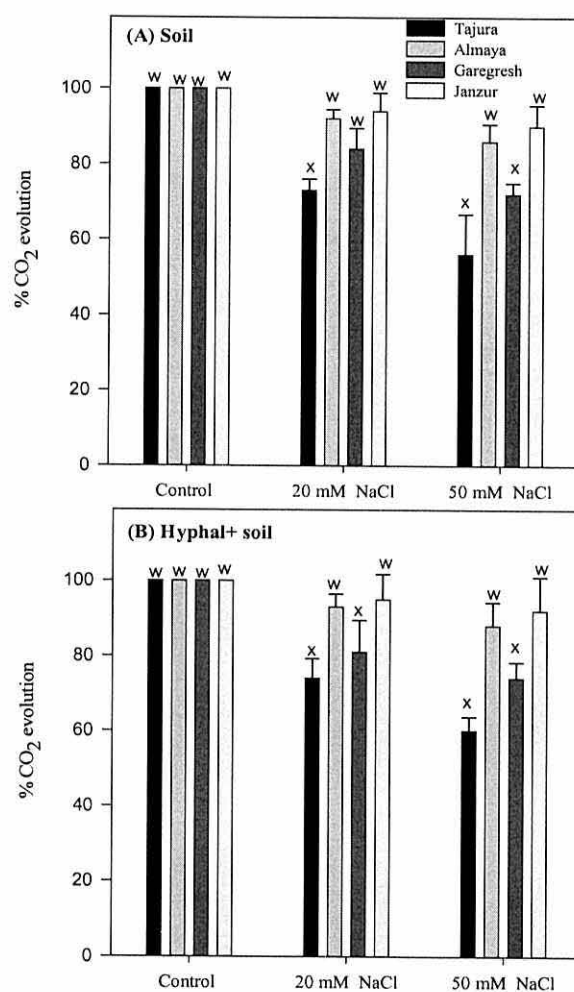 (A) Soil
Tajura
Almaya
Garegresh
Janzur
100
80
60
40
20
0
% CO2 evolution
w w w w
x w w w
x w x w
Control 20 mM NaCl 50 mM NaCl
(B) Hyphal+ soil
100
80
60
40
20
0
% CO2 evolution
w w w w
x w x w
x w x w
Control 20 mM NaCl 50 mM NaCl